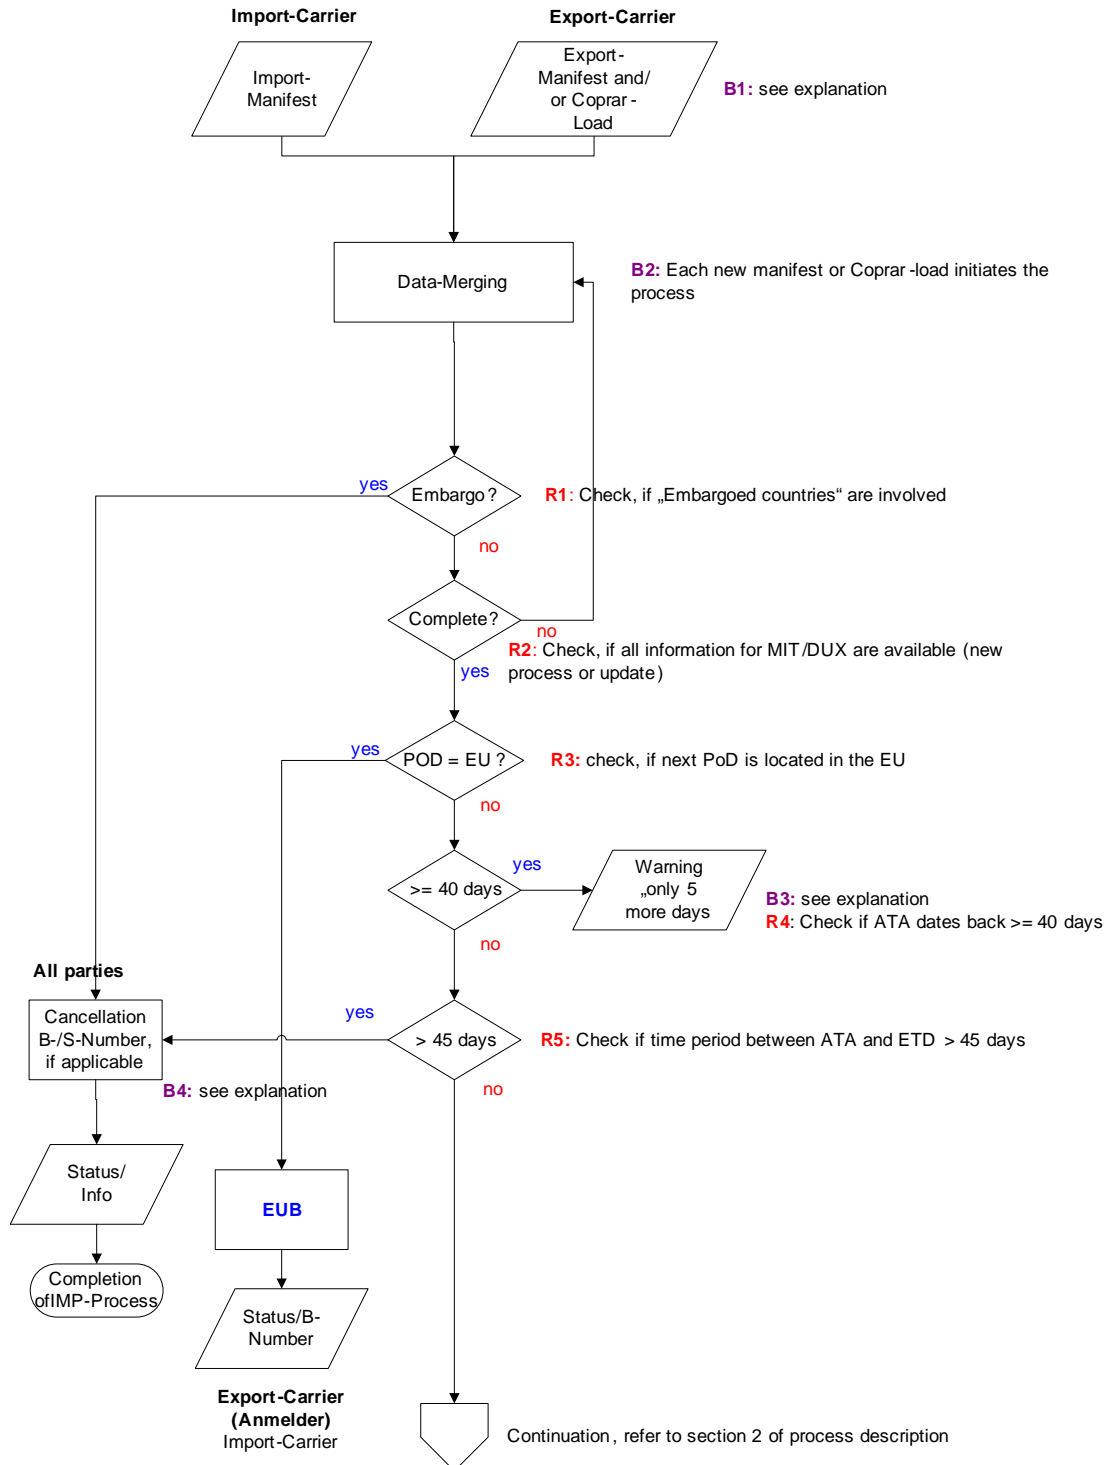 Import-Carrier
Export-Carrier
Import-
Manifest
Export-
Manifest and/
or Coprar -
Load
B1: see explanation
Data-Merging
B2: Each new manifest or Coprar -load initiates the
process
yes
Embargo ?
R1: Check, if „Embargoed countries“ are involved
no
Complete?
no
R2: Check, if all information for MIT/DUX are available (new
process or update)
yes
yes
POD = EU ?
R3: check, if next PoD is located in the EU
no
yes
>= 40 days
Warning
„only 5
more days
B3: see explanation
R4: Check if ATA dates back >= 40 days
no
All parties
Cancellation
B-/S-Number,
if applicable
yes
> 45 days
R5: Check if time period between ATA and ETD > 45 days
B4: see explanation
no
Status/
Info
EUB
Completion
ofIMP-Process
Status/B-
Number
Export-Carrier
(Anmelder)
Import-Carrier
Continuation, refer to section 2 of process description